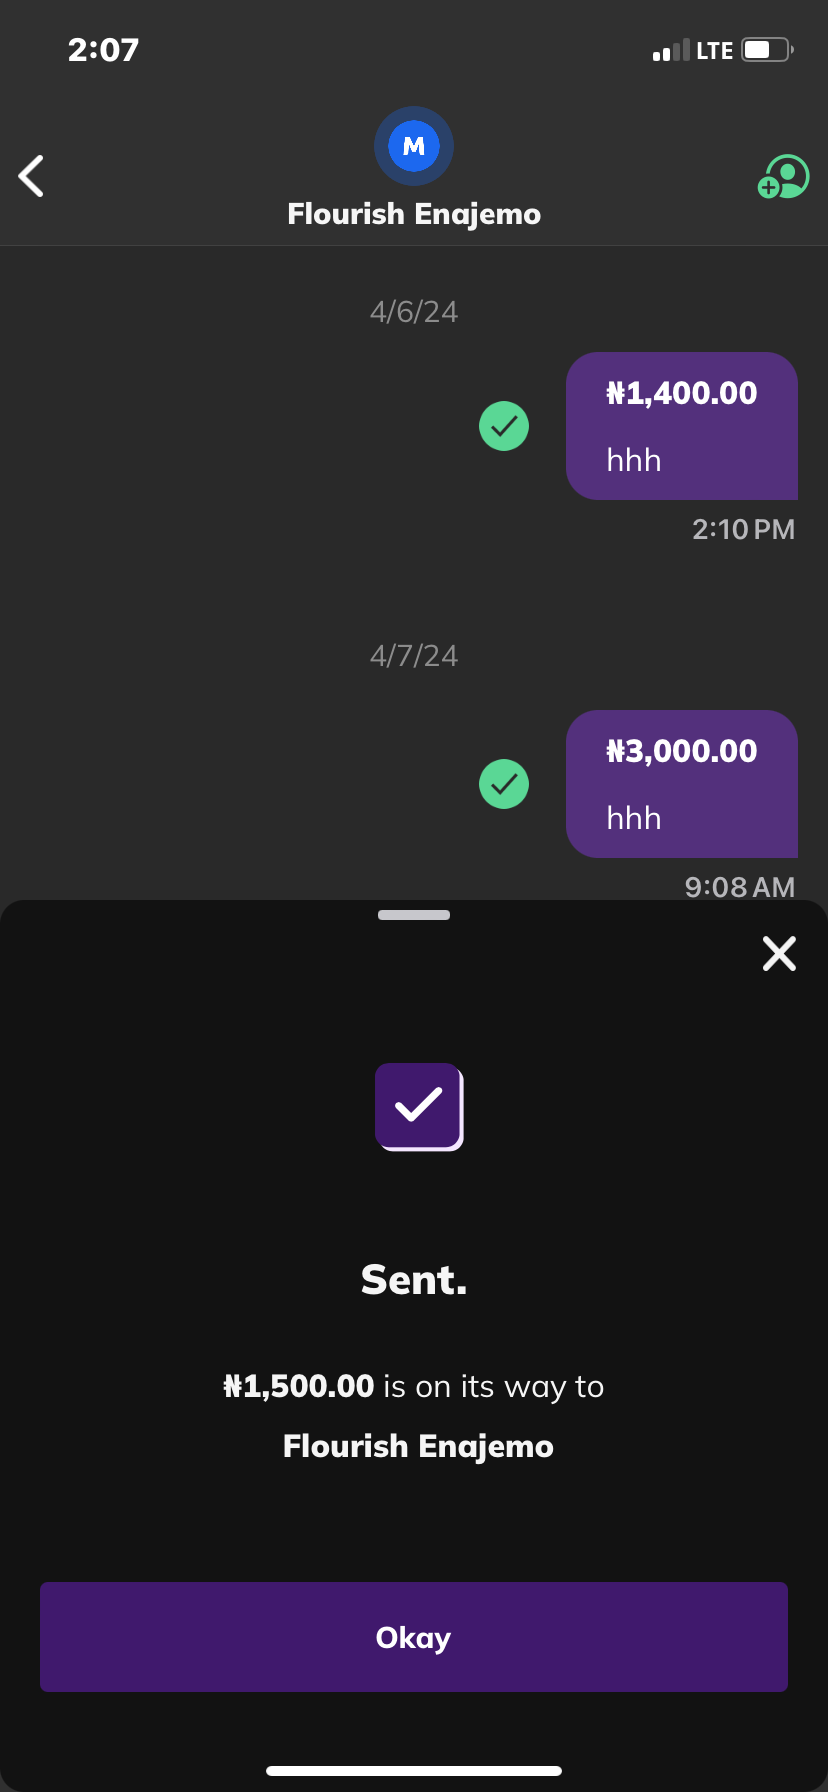 2:07
LTE
M
Flourish Enajemo
4/6/24
₦1,400.00
hhh
2:10 PM
4/7/24
₦3,000.00
hhh
9:08 AM
Sent.
₦1,500.00 is on its way to
Flourish Enajemo
Okay